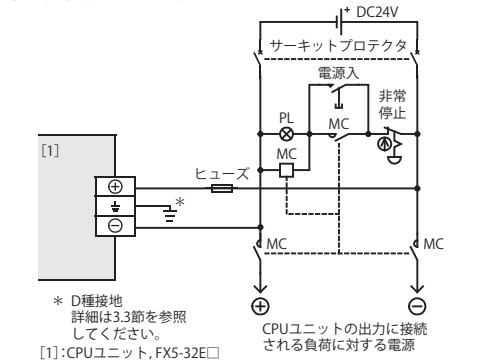 + DC24V
サーキットプロテクタ
電源入
非常
停止
PL
MC
MC
[1]
ヒューズ
+
*
−
MC
MC
* D種接地
詳細は3.3節を参照
してください。
+
−
CPUユニットの出力に接続
される負荷に対する電源
[1]:CPUユニット, FX5-32E□